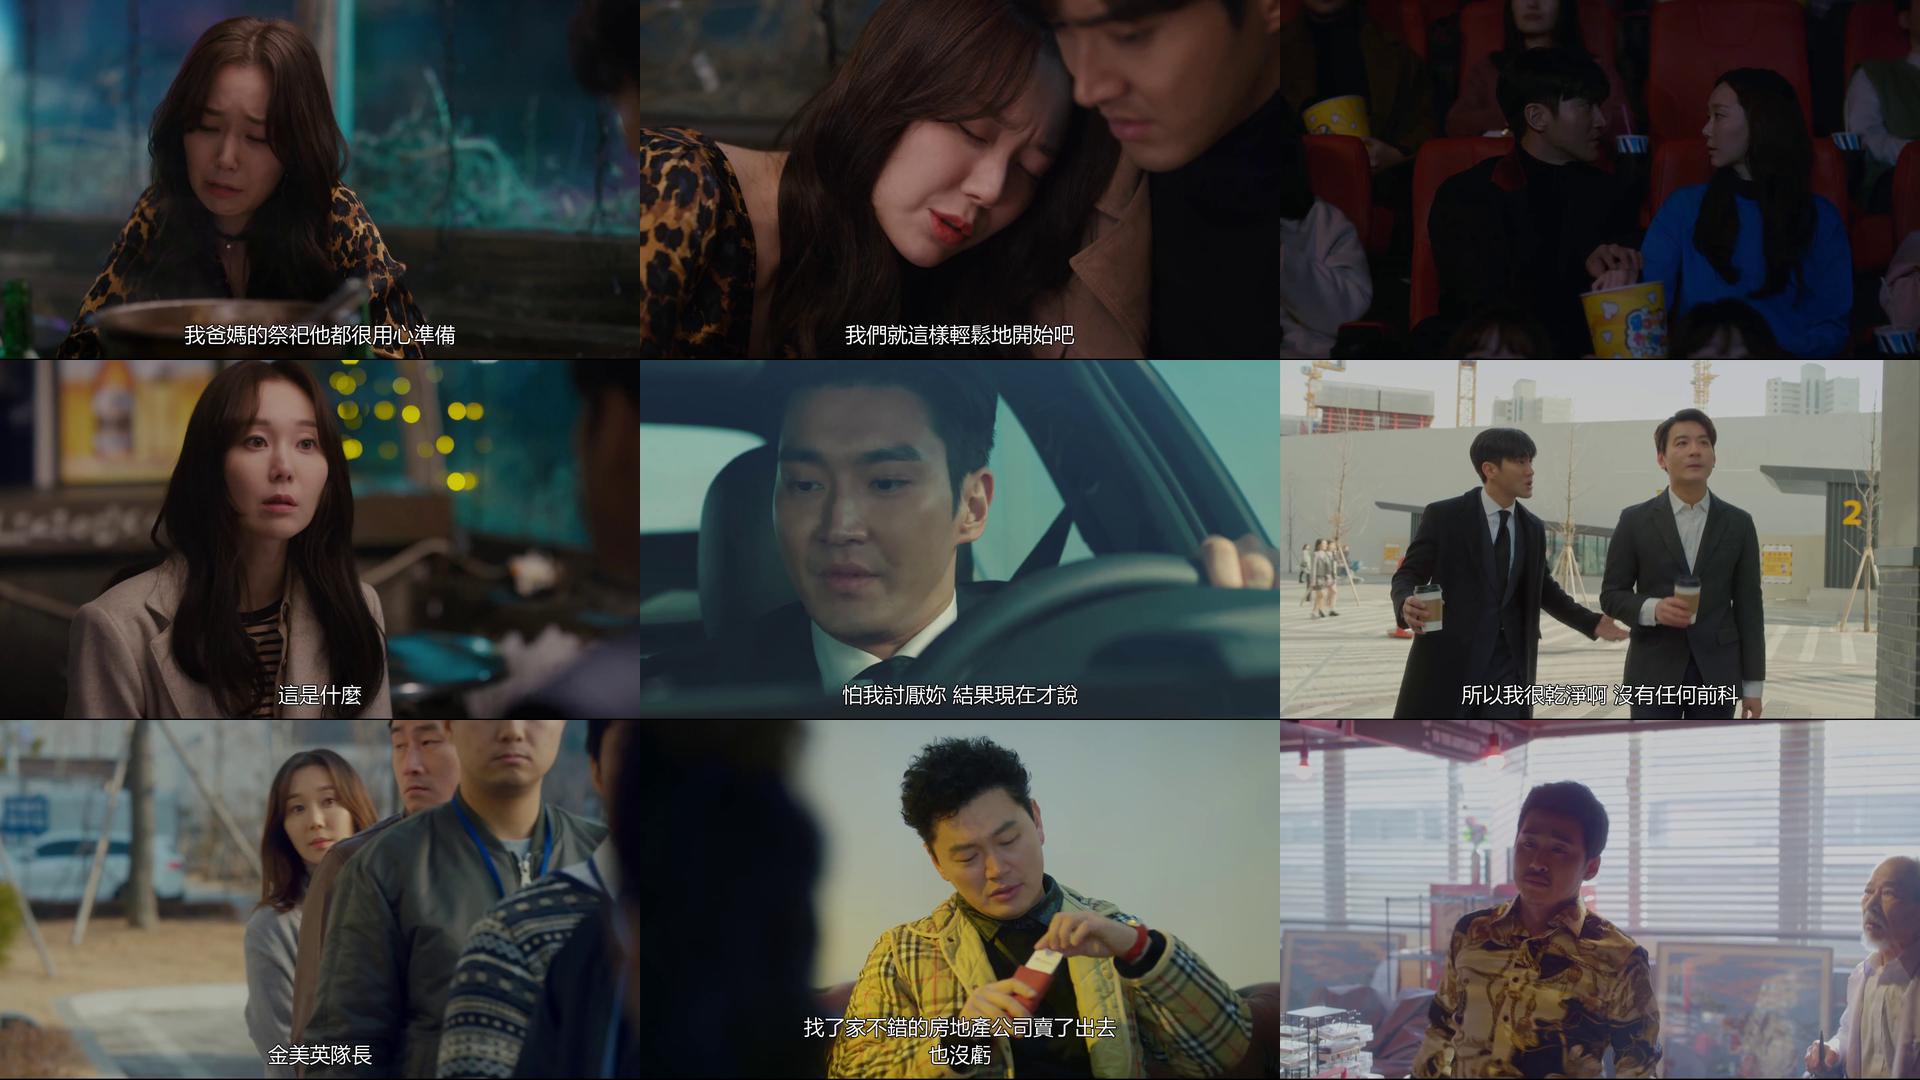 我爸媽的祭祀他都很用心準備
我們就這樣輕鬆地開始吧
這是什麼
怕我討厭妳 結果現在才說
所以我很乾淨啊 沒有任何前科
2
金美英隊長
找了家不錯的房地產公司賣了出去
也沒虧